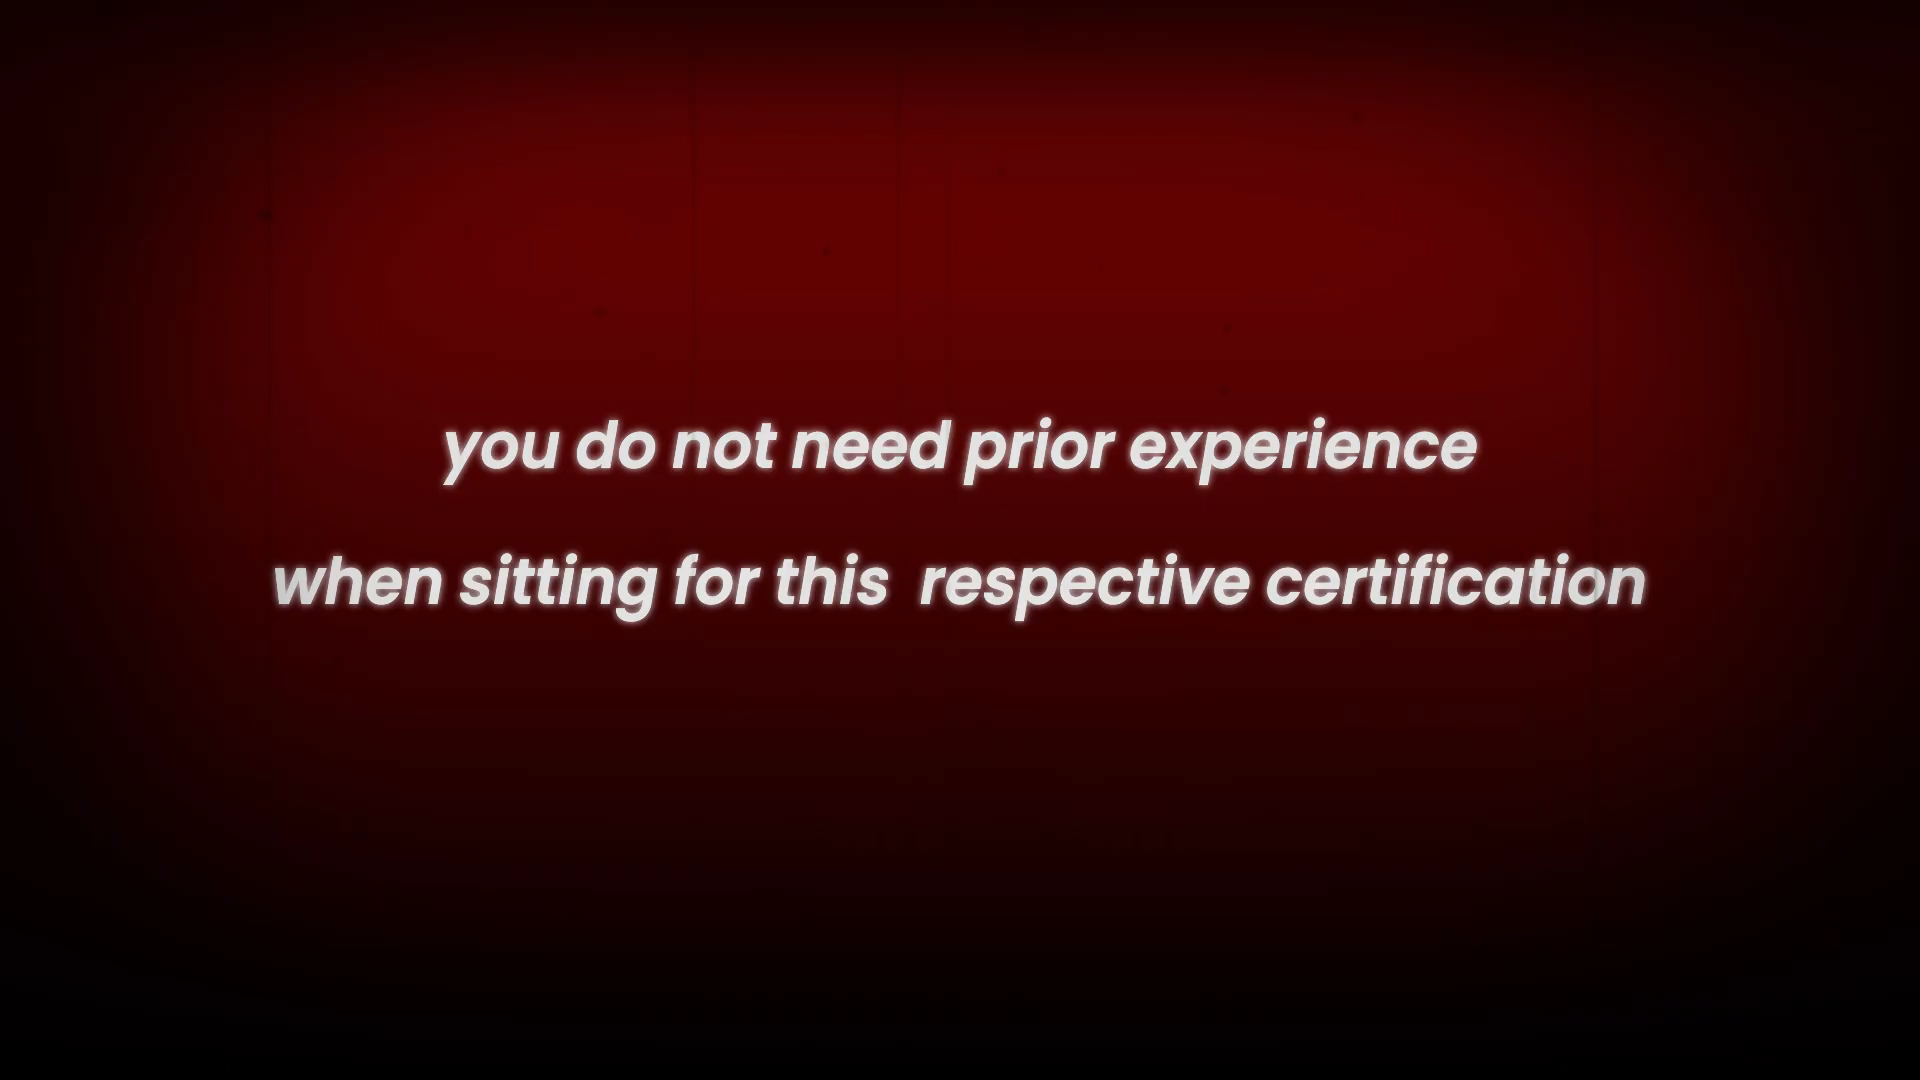 you do not need prior experience
when sitting for this  respective certification